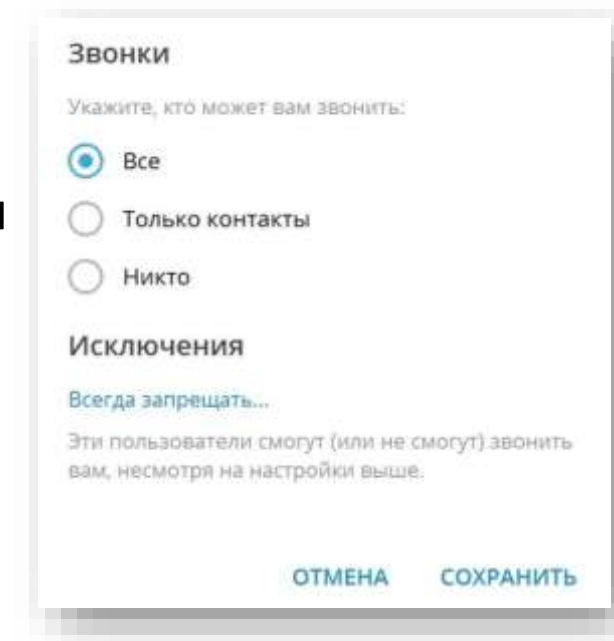 Звонки
Укажите, кто может вам звонить:
Все
Только контакты
Никто
Исключения
Всегда запрещать...
Эти пользователи смогут (или не смогут) звонить
вам, несмотря на настройки выше.
ОТМЕНА СОХРАНИТЬ